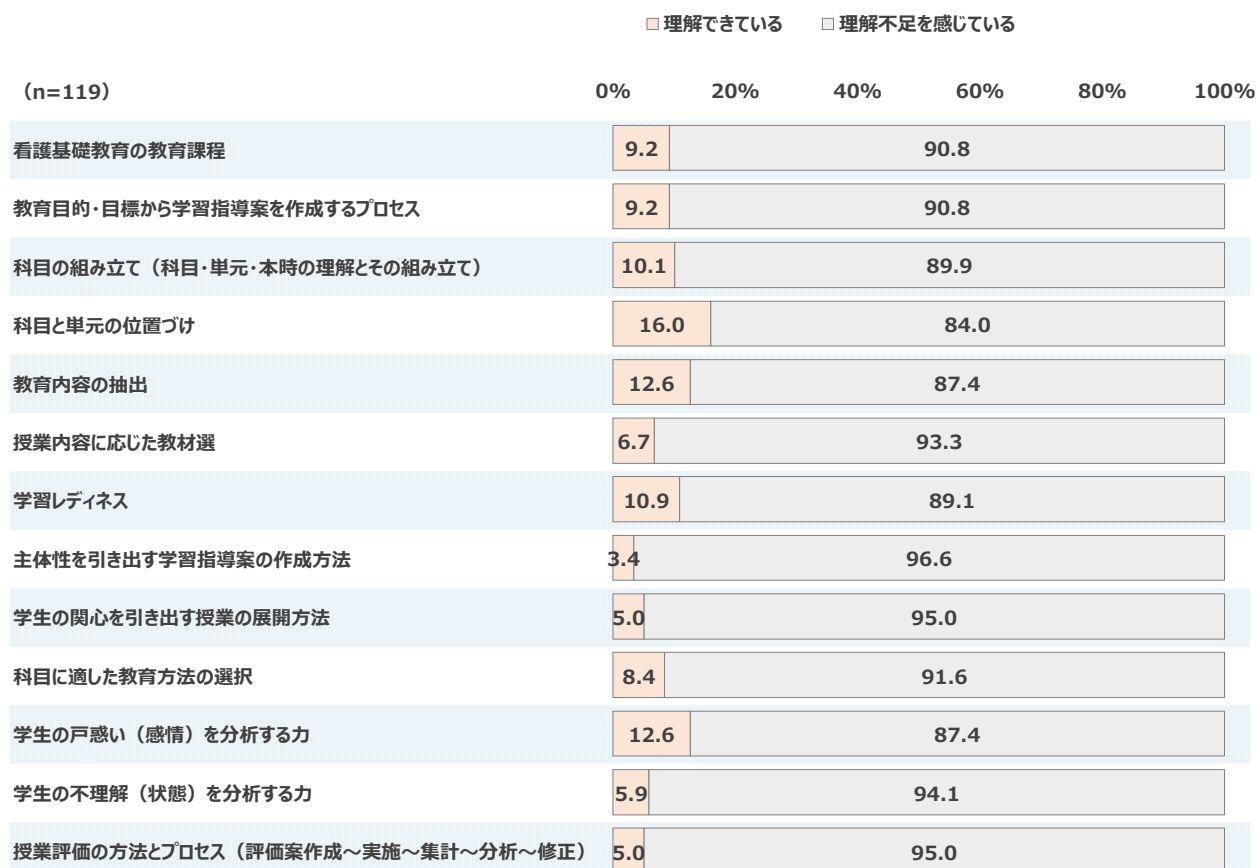 □理解できている □理解不足を感じている
（n=119） 0% 20% 40% 60% 80% 100%
看護基礎教育の教育課程 9.2 90.8
教育目的・目標から学習指導案を作成するプロセス 9.2 90.8
科目の組み立て（科目・単元・本時の理解とその組み立て） 10.1 89.9
科目と単元の位置づけ 16.0 84.0
教育内容の抽出 12.6 87.4
授業内容に応じた教材選 6.7 93.3
学習レディネス 10.9 89.1
主体性を引き出す学習指導案の作成方法 3.4 96.6
学生の関心を引き出す授業の展開方法 5.0 95.0
科目に適した教育方法の選択 8.4 91.6
学生の戸惑い（感情）を分析する力 12.6 87.4
学生の不理解（状態）を分析する力 5.9 94.1
授業評価の方法とプロセス（評価案作成～実施～集計～分析～修正） 5.0 95.0